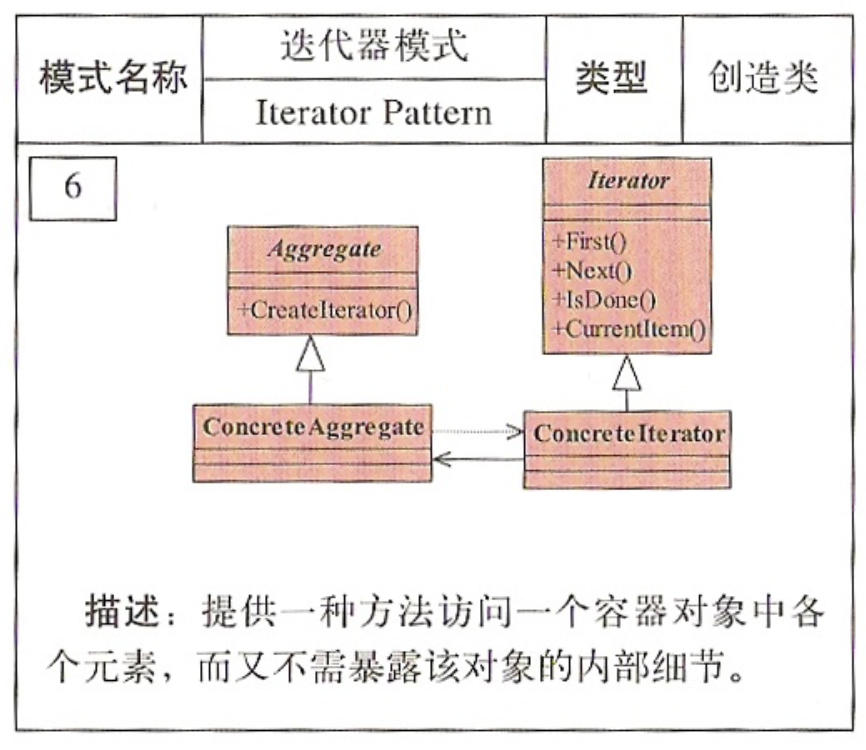 模式名称
迭代器模式
Iterator Pattern
类型
创造类
6
Aggregate
+CreateIterator()
Iterator
+First()
+Next()
+IsDone()
+CurrentItem()
ConcreteAggregate
ConcreteIterator
描述：提供一种方法访问一个容器对象中各
个元素，而又不需暴露该对象的内部细节。